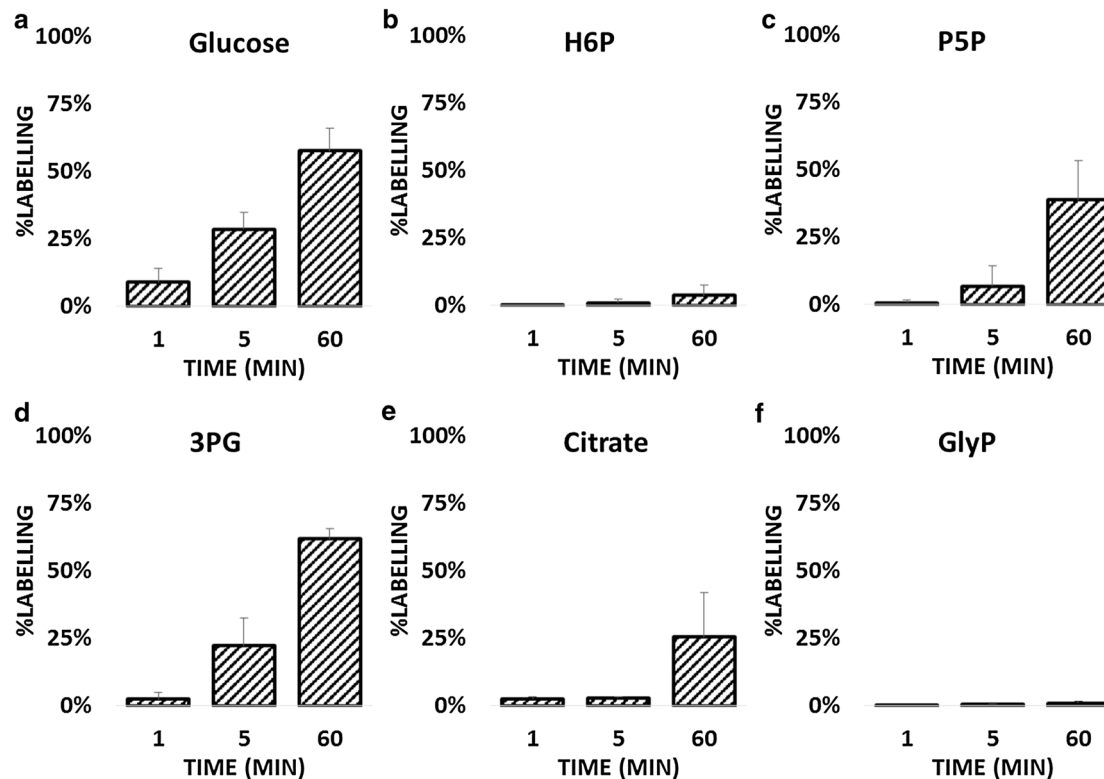 a
Glucose
100%
75%
50%
25%
0%
%LABELLING
1 5 60
TIME (MIN)
b
H6P
100%
75%
50%
25%
0%
%LABELLING
1 5 60
TIME (MIN)
c
P5P
100%
75%
50%
25%
0%
%LABELLING
1 5 60
TIME (MIN)
d
3PG
100%
75%
50%
25%
0%
%LABELLING
1 5 60
TIME (MIN)
e
Citrate
100%
75%
50%
25%
0%
%LABELLING
1 5 60
TIME (MIN)
f
GlyP
100%
75%
50%
25%
0%
%LABELLING
1 5 60
TIME (MIN)